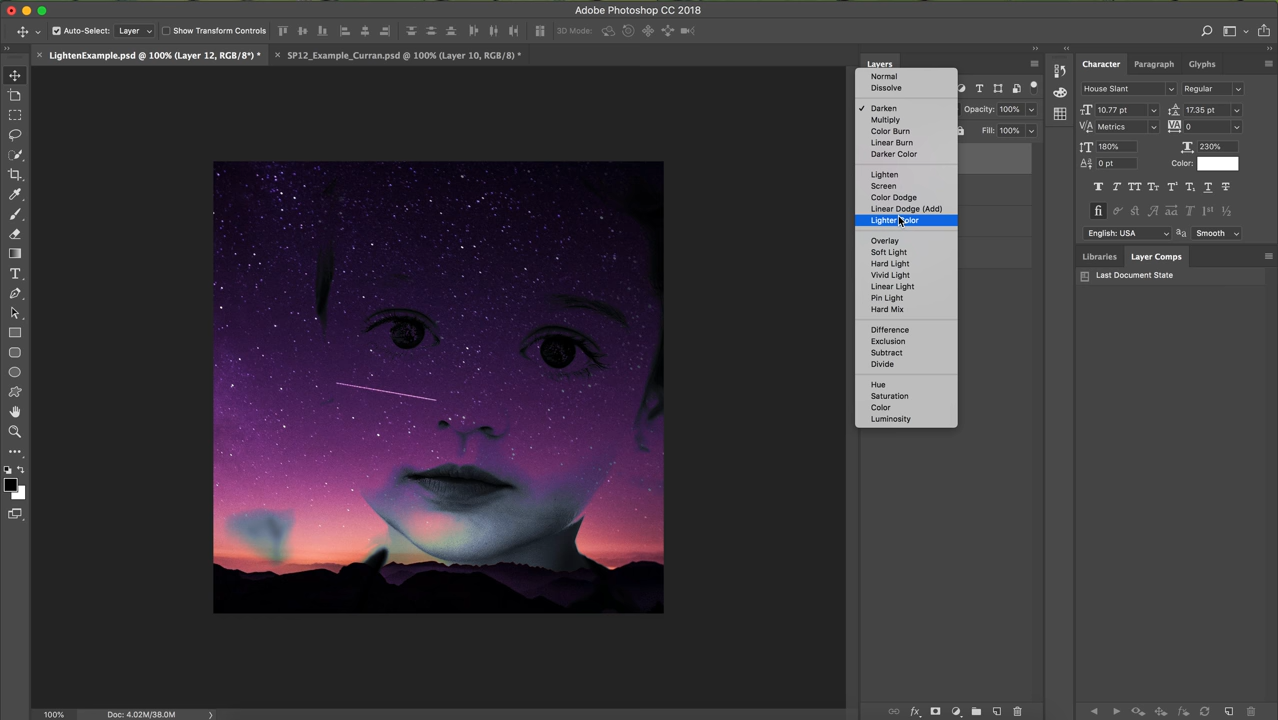 Adobe Photoshop CC 2018
Auto-Select: Layer Show Transform Controls 3D Mode:
× LightenExample.psd @ 100% (Layer 12, RGB/8*) * × SP12_Example_Curran.psd @ 100% (Layer 10, RGB/8) *
Layers
Normal
Dissolve
Darken
Multiply
Color Burn
Linear Burn
Darker Color
Lighten
Screen
Color Dodge
Linear Dodge (Add)
Lighter Color
Overlay
Soft Light
Hard Light
Vivid Light
Linear Light
Pin Light
Hard Mix
Difference
Exclusion
Subtract
Divide
Hue
Saturation
Color
Luminosity
Opacity: 100%
Fill: 100%
Character Paragraph Glyphs
House Slant Regular
10.77 pt 17.35 pt
Metrics 0
180% 230%
0 pt Color:
English: USA Smooth
Libraries Layer Comps
Last Document State
100% Doc: 4.02M/38.0M